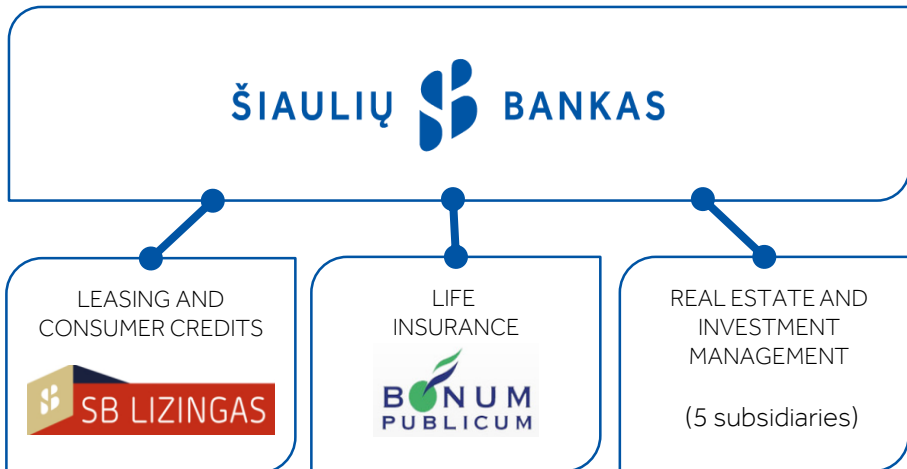 ŠIAULIŲ BANKAS
LEASING AND
CONSUMER CREDITS
SB LIZINGAS
LIFE
INSURANCE
BONUM
PUBLICUM
REAL ESTATE AND
INVESTMENT
MANAGEMENT
(5 subsidiaries)